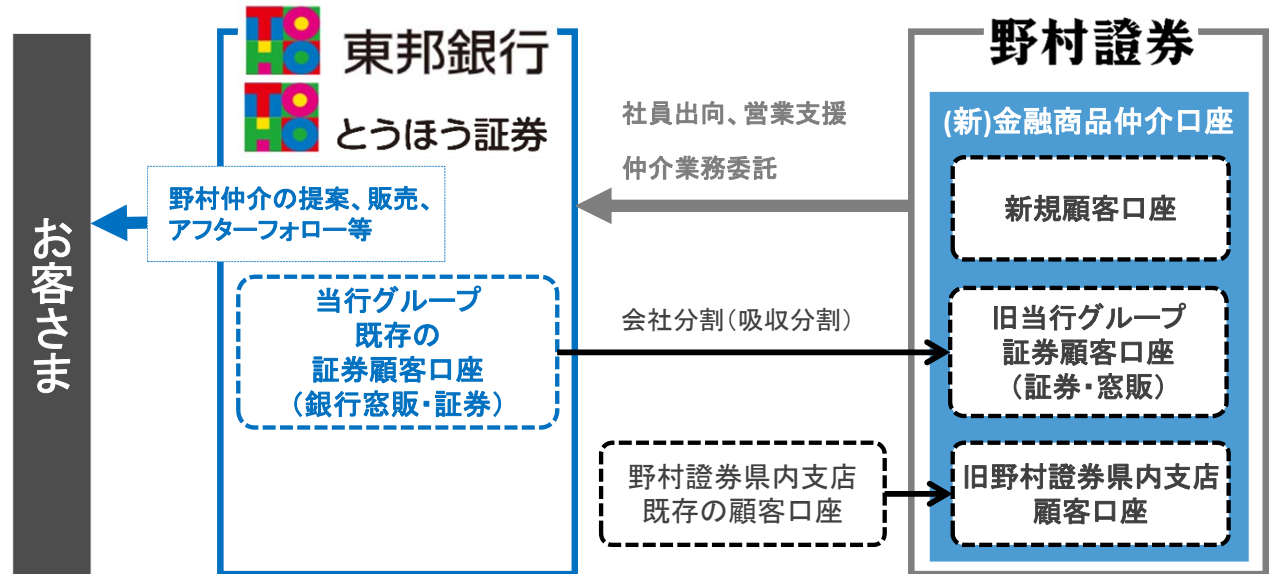 お客さま
TOHO
東邦銀行
TOHO
とうほう証券
野村仲介の提案、販売、
アフターフォロー等
当行グループ
既存の
証券顧客口座
（銀行窓販・証券）
社員出向、営業支援
仲介業務委託
会社分割（吸収分割）
野村證券県内支店
既存の顧客口座
野村證券
(新)金融商品仲介口座
新規顧客口座
旧当行グループ
証券顧客口座
（証券・窓販）
旧野村證券県内支店
顧客口座